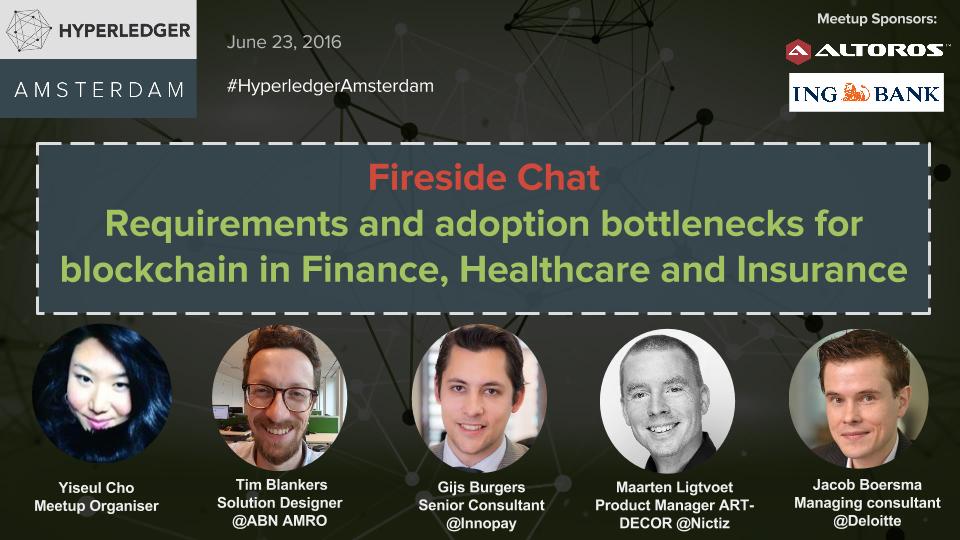 HYPERLEDGER
AMSTERDAM
June 23, 2016
#HyperledgerAmsterdam
Meetup Sponsors:
ALTOROS
ING BANK
Fireside Chat
Requirements and adoption bottlenecks for
blockchain in Finance, Healthcare and Insurance
Yiseul Cho
Meetup Organiser
Tim Blankers
Solution Designer
@ABN AMRO
Gijs Burgers
Senior Consultant
@Innopay
Maarten Ligtvoet
Product Manager ART-
DECOR @Nictiz
Jacob Boersma
Managing consultant
@Deloitte